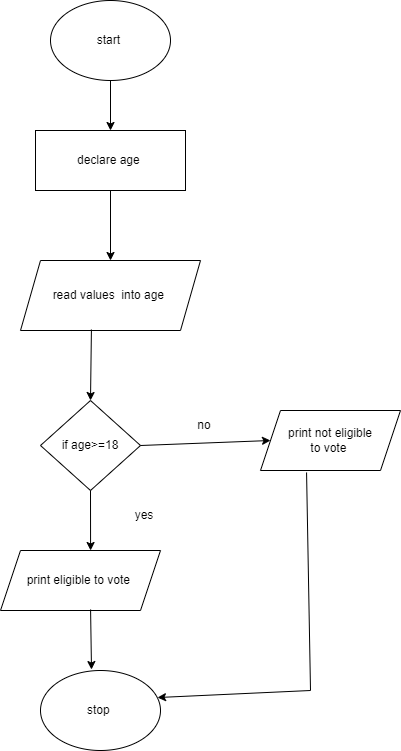 start
declare age
read values  into age
if age>=18
no
print not eligible
to vote
yes
print eligible to vote
stop